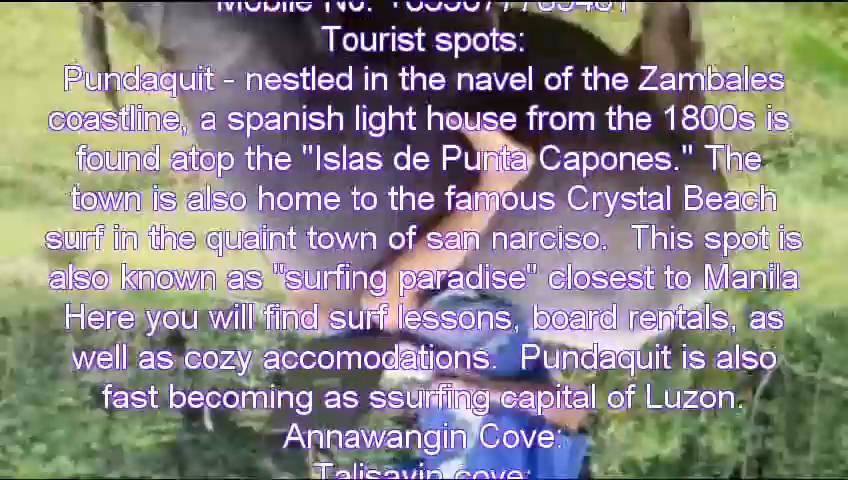 Mobile No:
Tourist spots:
Pundaquit - nestled in the navel of the Zambales
coastline, a spanish light house from the 1800s is
found atop the "Islas de Punta Capones." The
town is also home to the famous Crystal Beach
surf in the quaint town of san narciso. This spot is
also known as "surfing paradise" closest to Manila
Here you will find surf lessons, board rentals, as
well as cozy accomodations. Pundaquit is also
fast becoming as ssurfing capital of Luzon.
Annawangin Cove:
Talisayin cove: